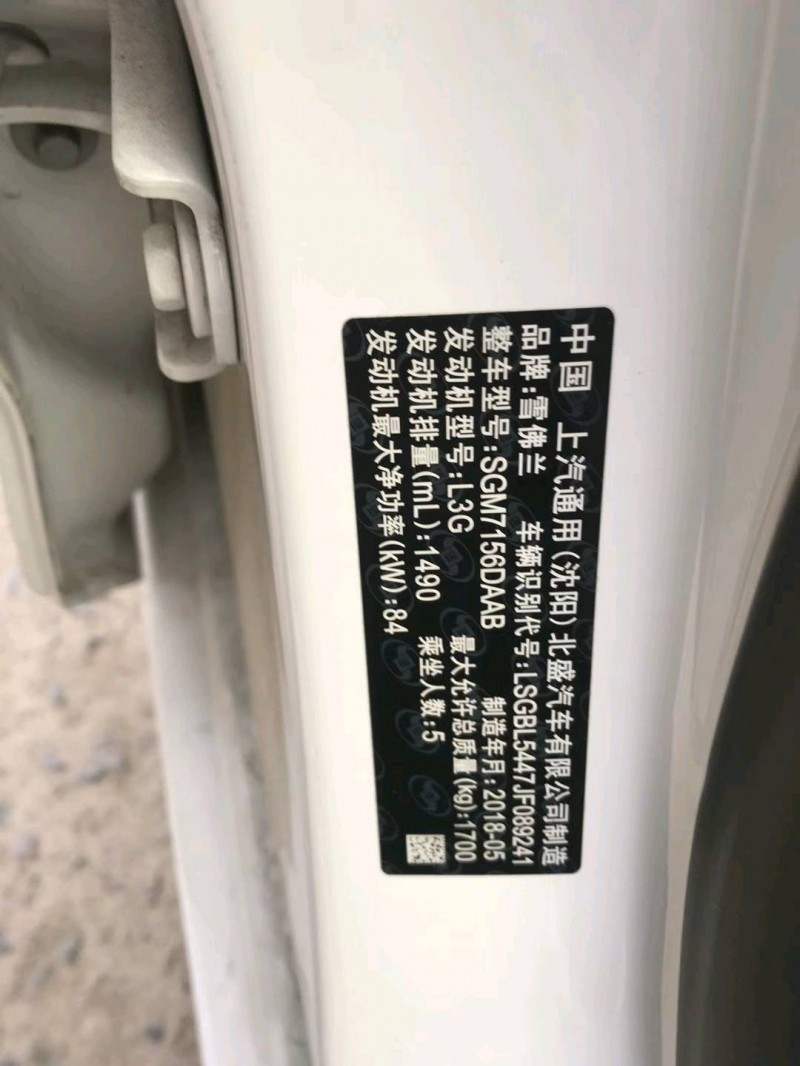 中国 上汽通用(沈阳)北盛汽车有限公司制造
品牌:雪佛兰 车辆识别代号:LSGBL5447JF089241
整车型号:SGM7156DAAB 制造年月:2018-05
发动机型号:L3G 最大允许总质量(kg):1700
发动机排量(mL):1490 乘坐人数:5
发动机最大净功率(kW):84